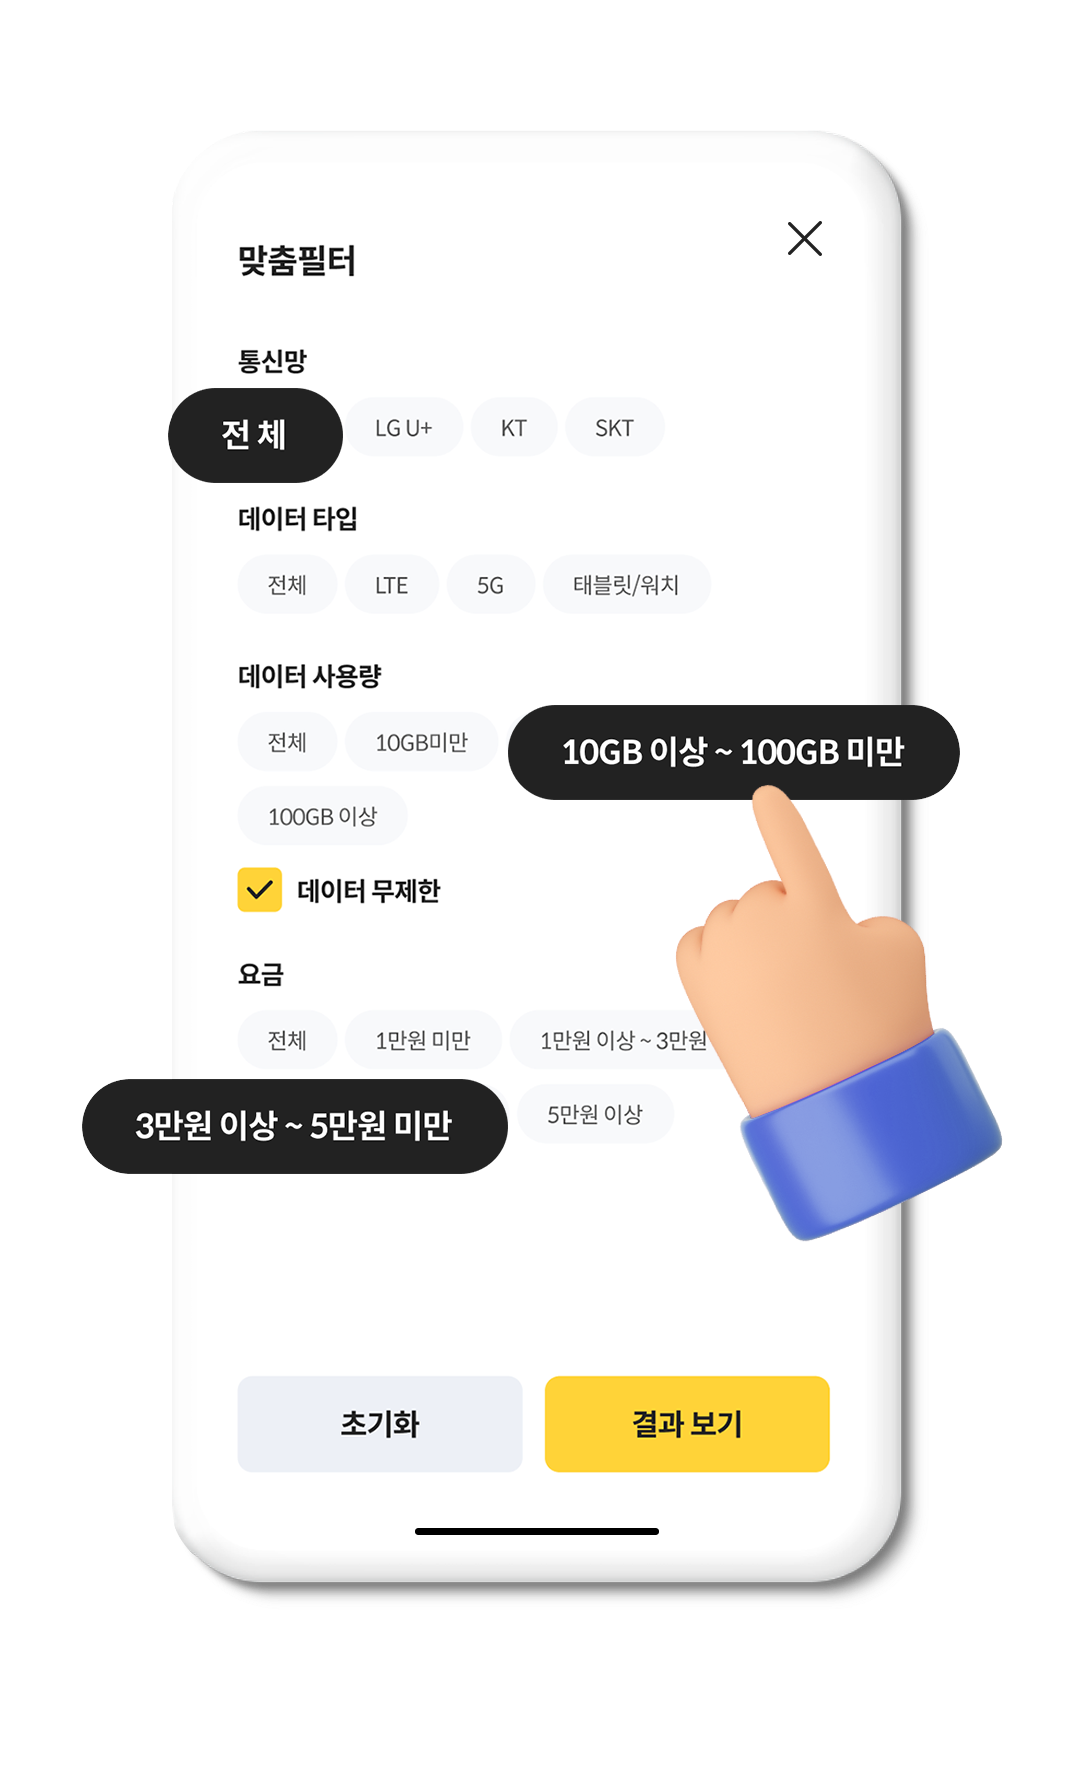 맞춤필터
통신망
전 체 LG U+ KT SKT
데이터 타입
전체 LTE 5G 태블릿/워치
데이터 사용량
전체 10GB미만 10GB 이상 ~ 100GB 미만
100GB 이상
데이터 무제한
요금
전체 1만원 미만 1만원 이상 ~ 3만원
3만원 이상 ~ 5만원 미만 5만원 이상
초기화 결과 보기